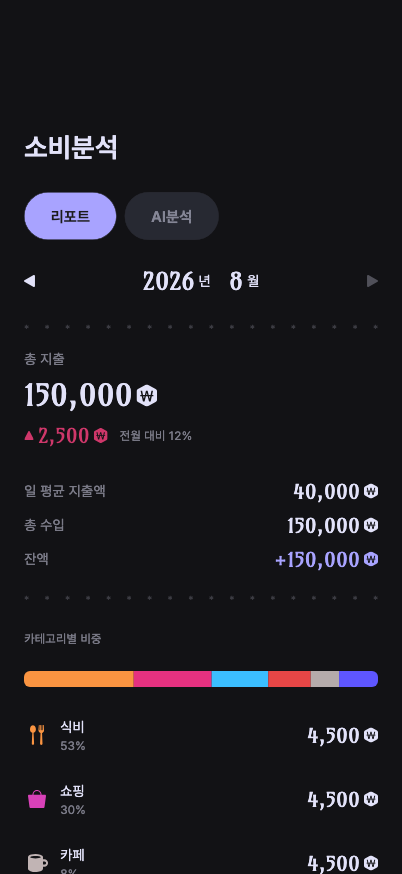 소비분석
리포트 AI분석
2026 년 8 월
총 지출
150,000
2,500 전월 대비 12%
일 평균 지출액 40,000
총 수입 150,000
잔액 +150,000
카테고리별 비중
식비 4,500
53%
쇼핑 4,500
30%
카페 4,500
8%